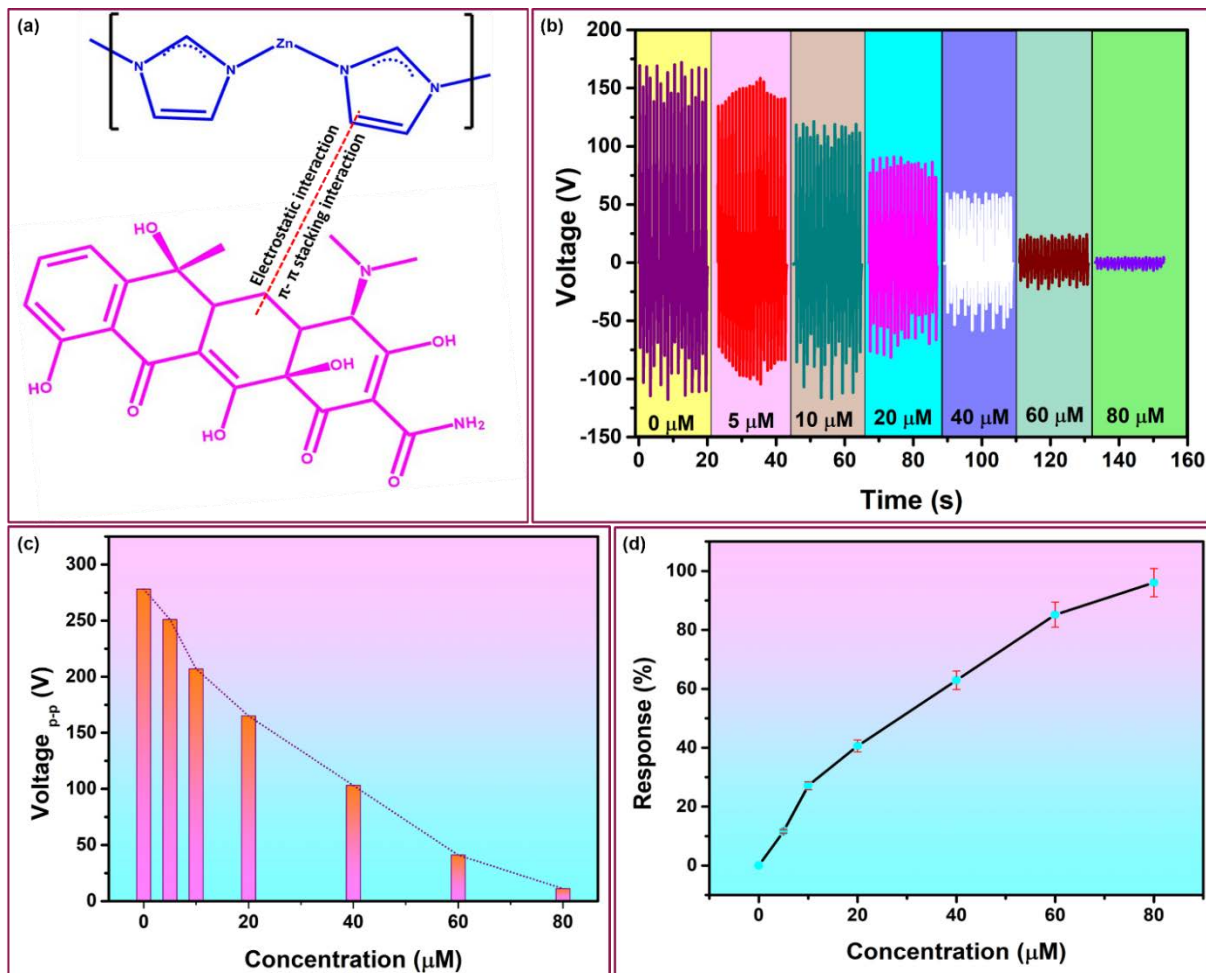 (a)
Zn
N
N
N
N
Electrostatic interaction
π- π stacking interaction
HO
N
OH
OH
HO
O
HO
O
NH2
O
(b)
200
150
100
50
0
-50
-100
-150
Voltage (V)
0 μM
5 μM
10 μM
20 μM
40 μM
60 μM
80 μM
0 20 40 60 80 100 120 140 160
Time (s)
(c)
300
250
200
150
100
50
0
Voltage p-p (V)
0 20 40 60 80
Concentration (μM)
(d)
100
80
60
40
20
0
Response (%)
0 20 40 60 80
Concentration (μM)